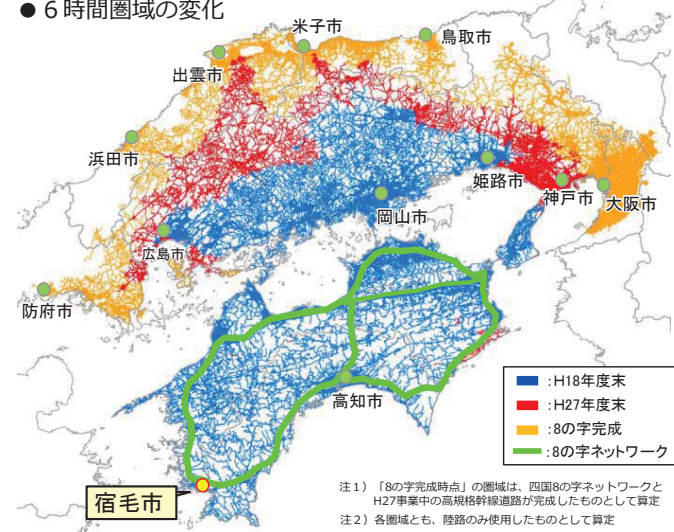 ● 6時間圏域の変化
米子市
鳥取市
出雲市
浜田市
姫路市
神戸市
大阪市
岡山市
広島市
防府市
高知市
宿毛市
:H18年度末
:H27年度末
:8の字完成
:8の字ネットワーク
注1）「8の字完成時点」の圏域は、四国8の字ネットワークと
H27事業中の高規格幹線道路が完成したものとして算定
注2）各圏域とも、陸路のみ使用したものとして算定